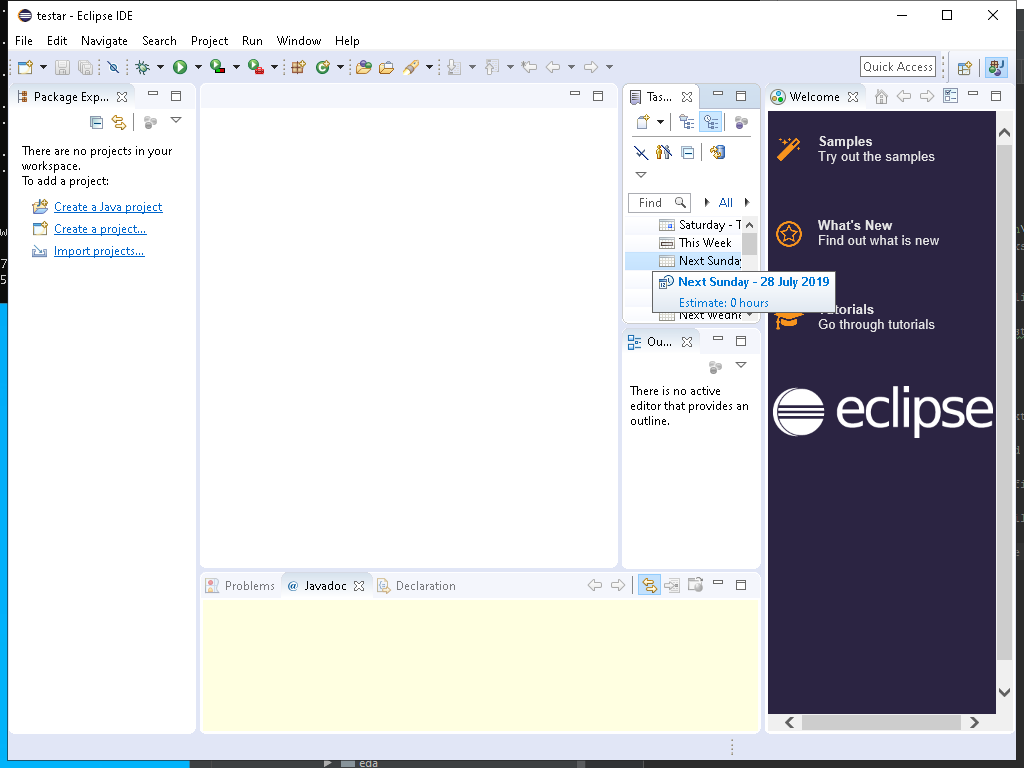 testar - Eclipse IDE
File Edit Navigate Search Project Run Window Help
Quick Access
Package Exp...
There are no projects in your
workspace.
To add a project:
Create a Java project
Create a project...
Import projects...
Tas...
Find
All
Saturday - T
This Week
Next Sunday
Next Sunday - 28 July 2019
Estimate: 0 hours
Next Wedne
Ou...
There is no active
editor that provides an
outline.
Welcome
Samples
Try out the samples
What's New
Find out what is new
Tutorials
Go through tutorials
eclipse
Problems @ Javadoc Declaration
eda